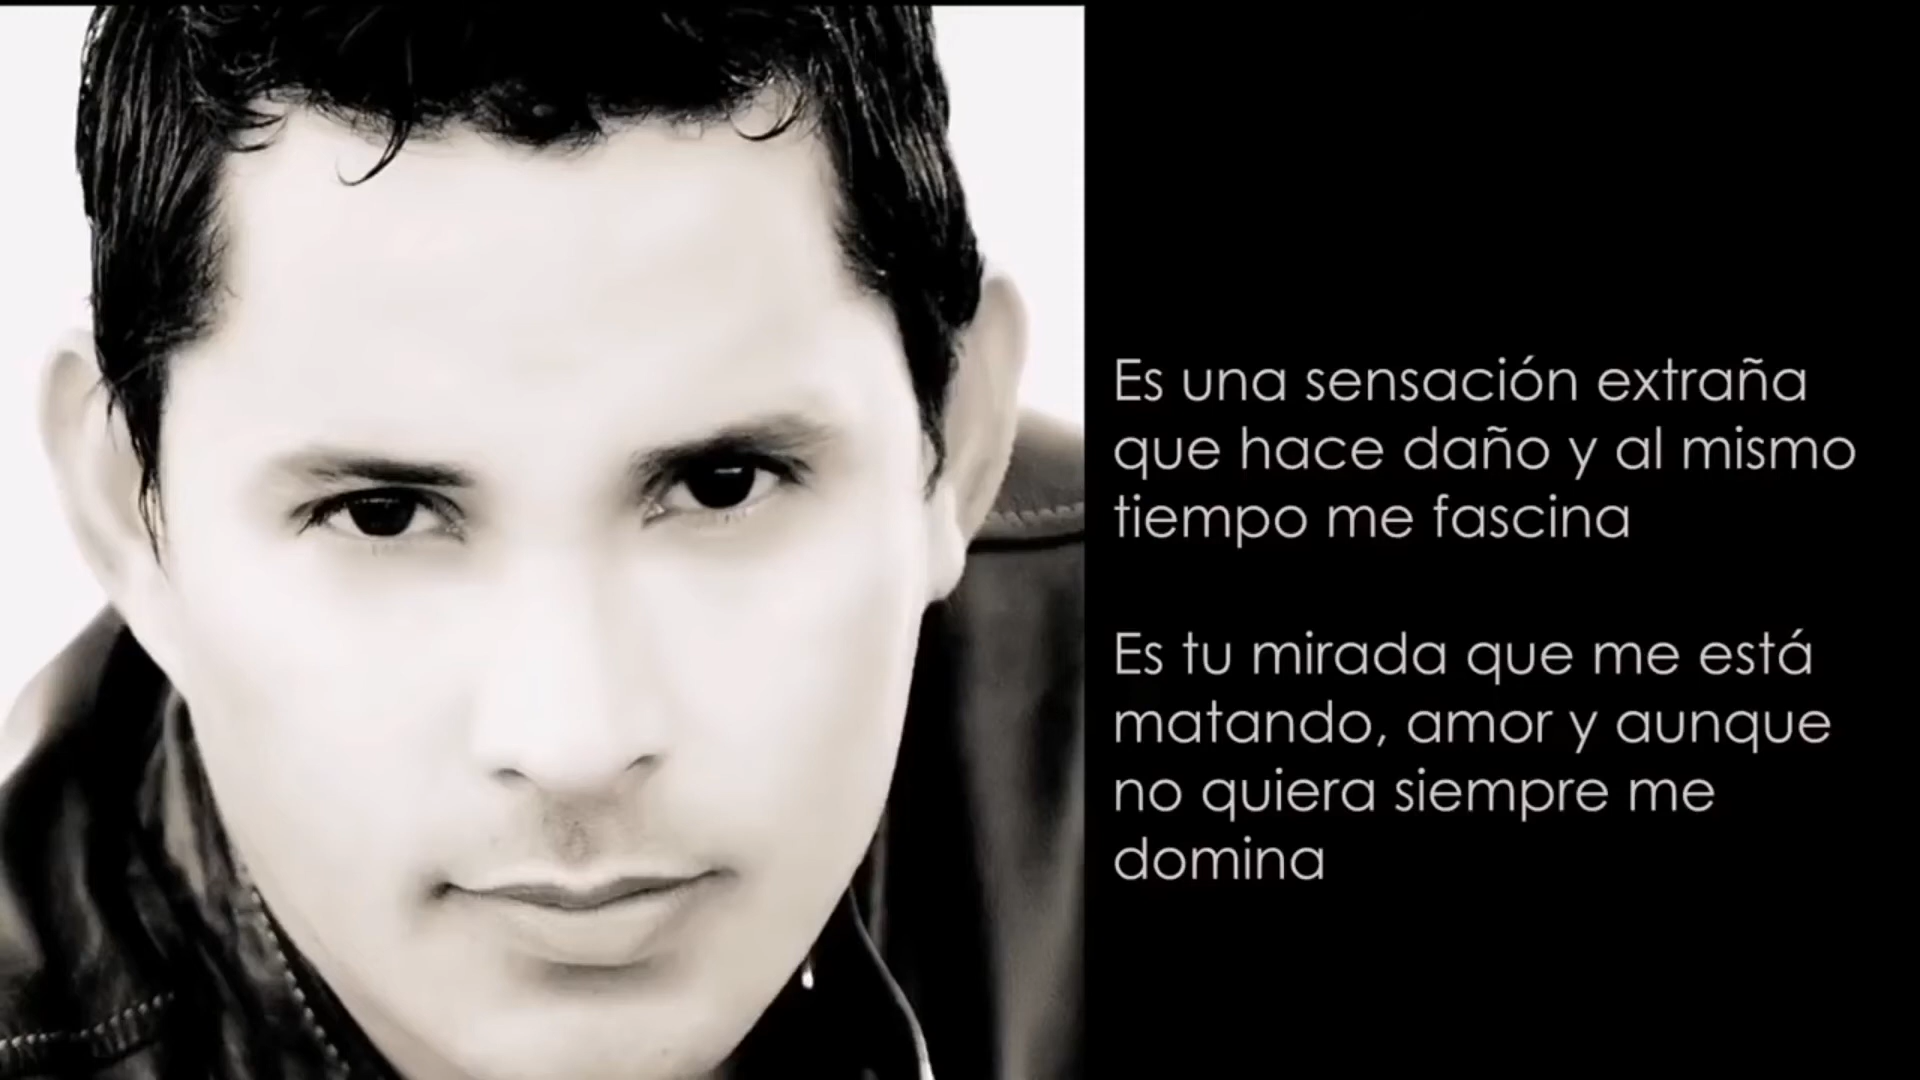 Es una sensación extraña
que hace daño y al mismo
tiempo me fascina
Es tu mirada que me está
matando, amor y aunque
no quiera siempre me
domina